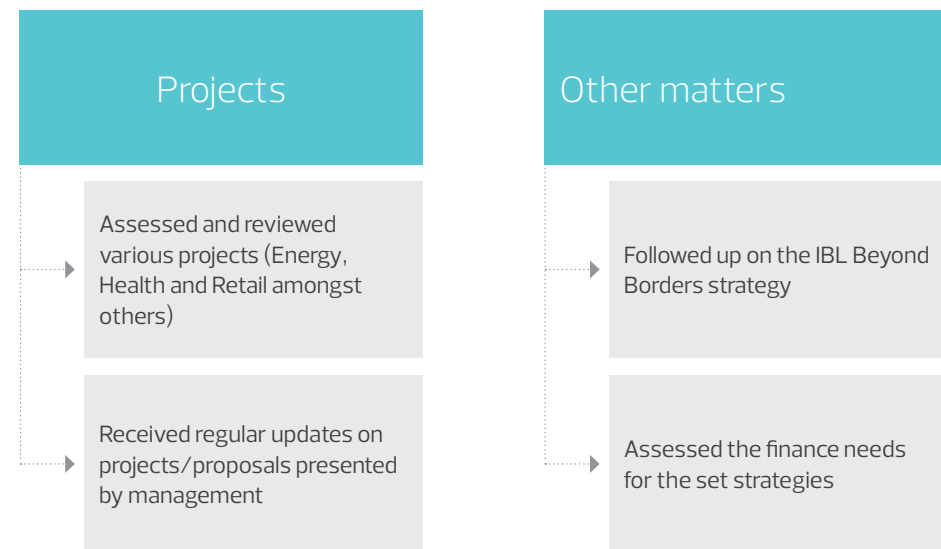 Projects
Assessed and reviewed
various projects (Energy,
Health and Retail amongst
others)
Received regular updates on
projects/proposals presented
by management
Other matters
Followed up on the IBL Beyond
Borders strategy
Assessed the finance needs
for the set strategies